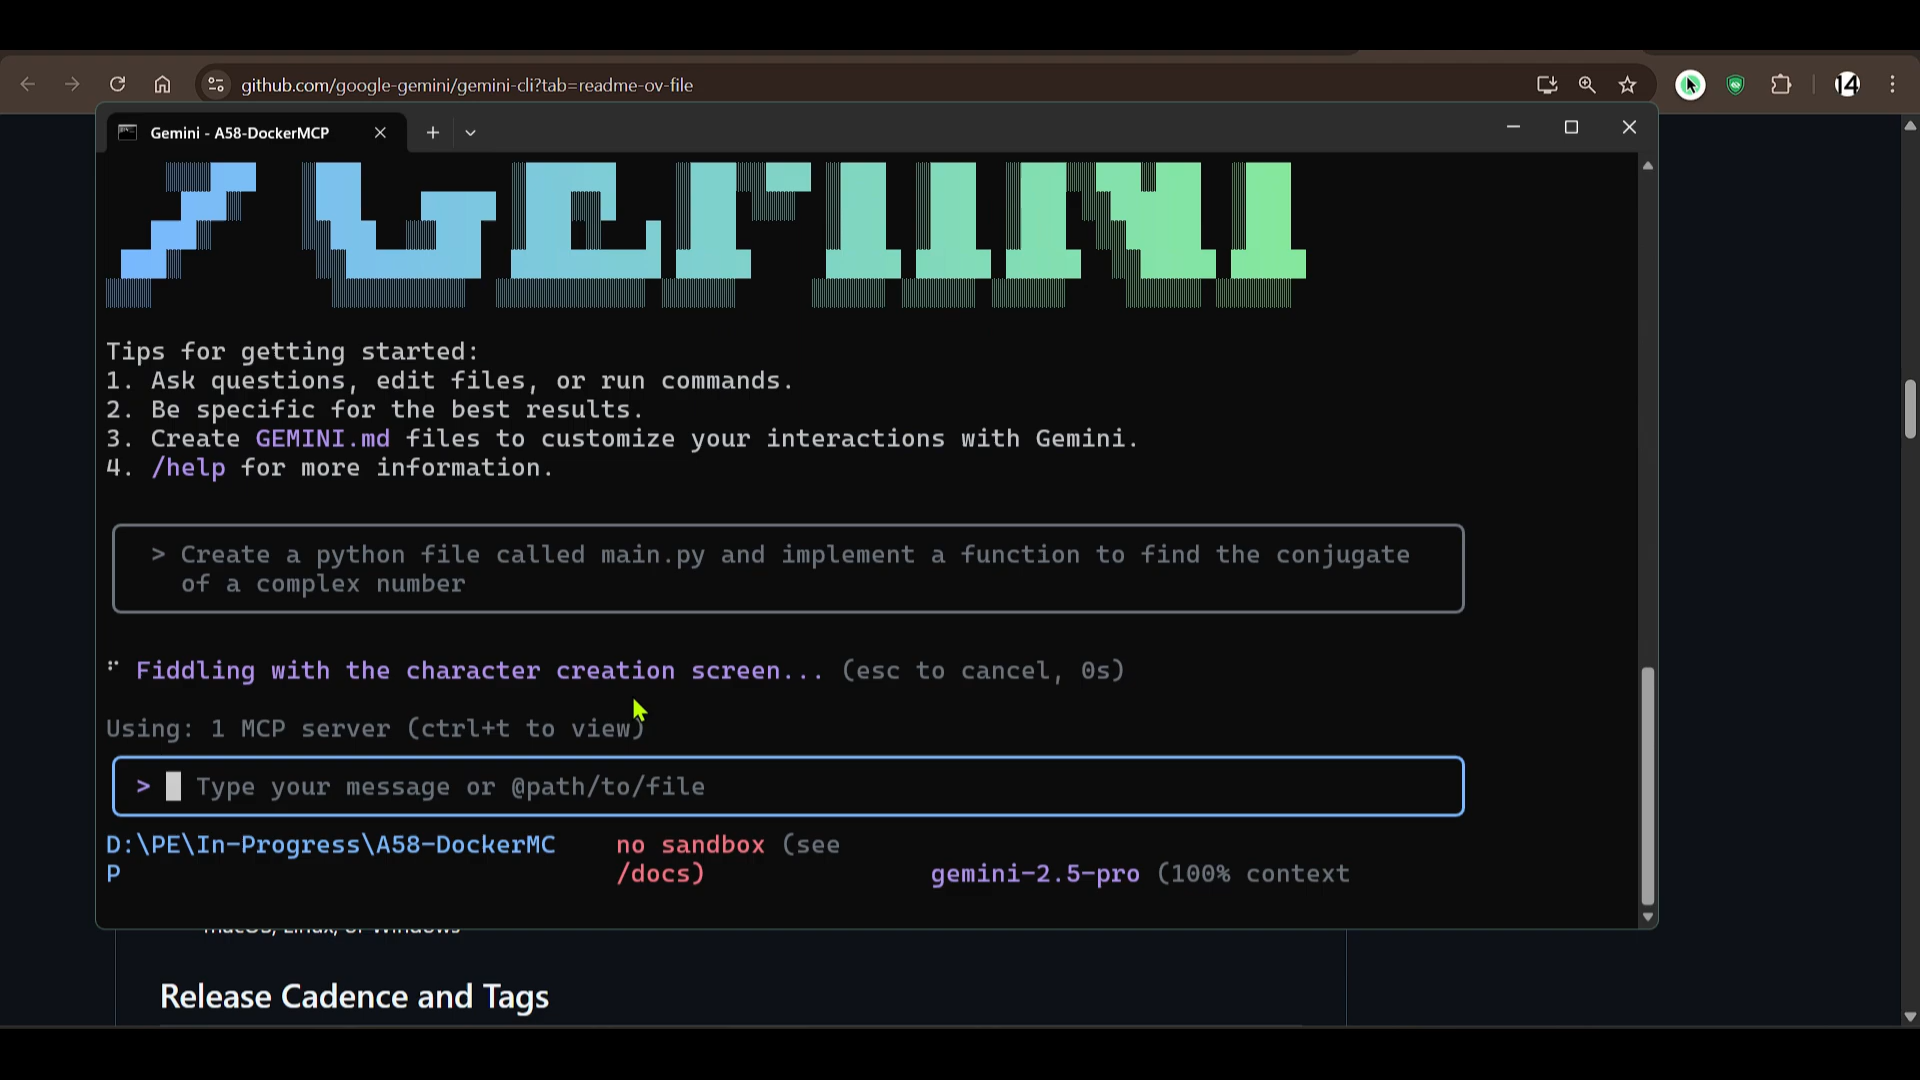 github.com/google-gemini/gemini-cli?tab=readme-ov-file
Gemini - A58-DockerMCP
GEMINI
Tips for getting started:
1. Ask questions, edit files, or run commands.
2. Be specific for the best results.
3. Create GEMINI.md files to customize your interactions with Gemini.
4. /help for more information.
> Create a python file called main.py and implement a function to find the conjugate
of a complex number
⠋ Fiddling with the character creation screen... (esc to cancel, 0s)
Using: 1 MCP server (ctrl+t to view)
> Type your message or @path/to/file
D:\PE\In-Progress\A58-DockerMC no sandbox (see
P /docs) gemini-2.5-pro (100% context
macOS, Linux, or Windows
Release Cadence and Tags